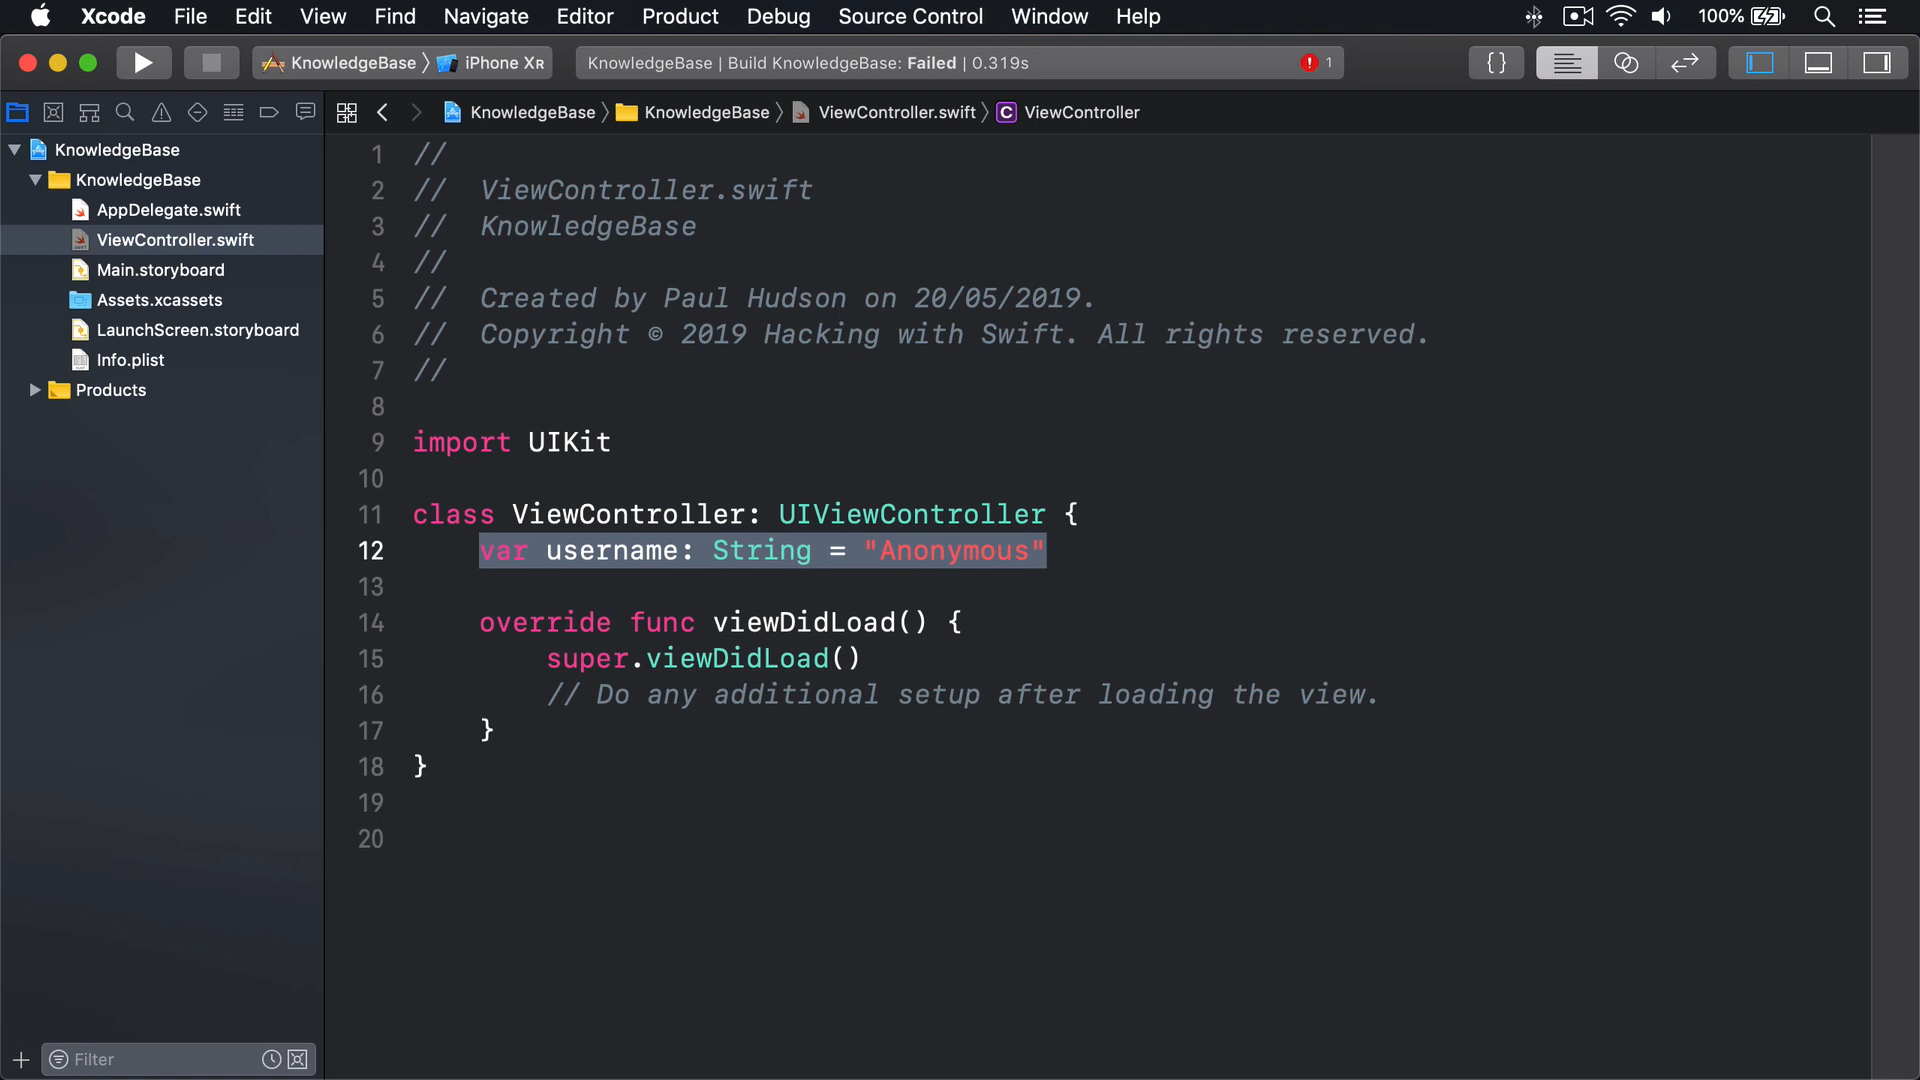 Xcode File Edit View Find Navigate Editor Product Debug Source Control Window Help 100%
KnowledgeBase iPhone XR KnowledgeBase | Build KnowledgeBase: Failed | 0.319s 1 {}
KnowledgeBase KnowledgeBase ViewController.swift C ViewController
KnowledgeBase
KnowledgeBase
AppDelegate.swift
ViewController.swift
Main.storyboard
Assets.xcassets
LaunchScreen.storyboard
Info.plist
Products
Filter
1 //
2 //  ViewController.swift
3 //  KnowledgeBase
4 //
5 //  Created by Paul Hudson on 20/05/2019.
6 //  Copyright © 2019 Hacking with Swift. All rights reserved.
7 //
8
9 import UIKit
10
11 class ViewController: UIViewController {
12     var username: String = "Anonymous"
13
14     override func viewDidLoad() {
15         super.viewDidLoad()
16         // Do any additional setup after loading the view.
17     }
18 }
19
20